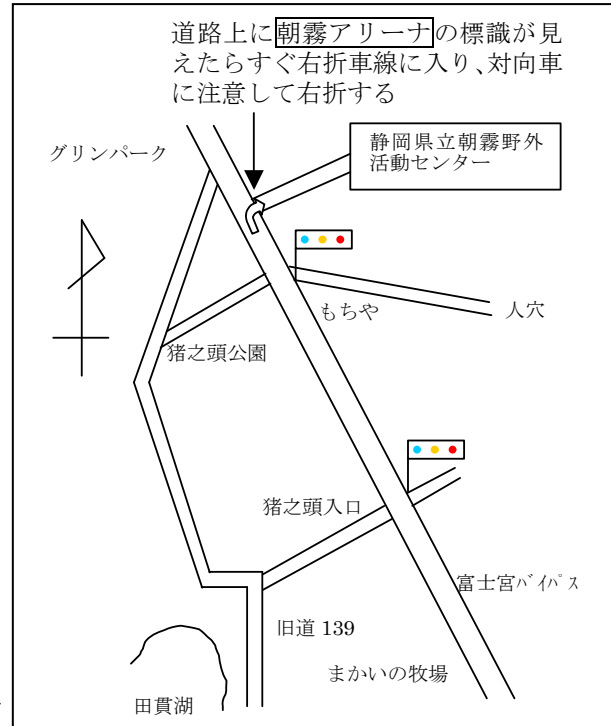 道路上に朝霧アリーナの標識が見
えたらすぐ右折車線に入り、対向車
に注意して右折する
グリンパーク
静岡県立朝霧野外
活動センター
もちや
人穴
猪之頭公園
猪之頭入口
富士宮ﾊﾞｲﾊﾟｽ
旧道 139
まかいの牧場
田貫湖